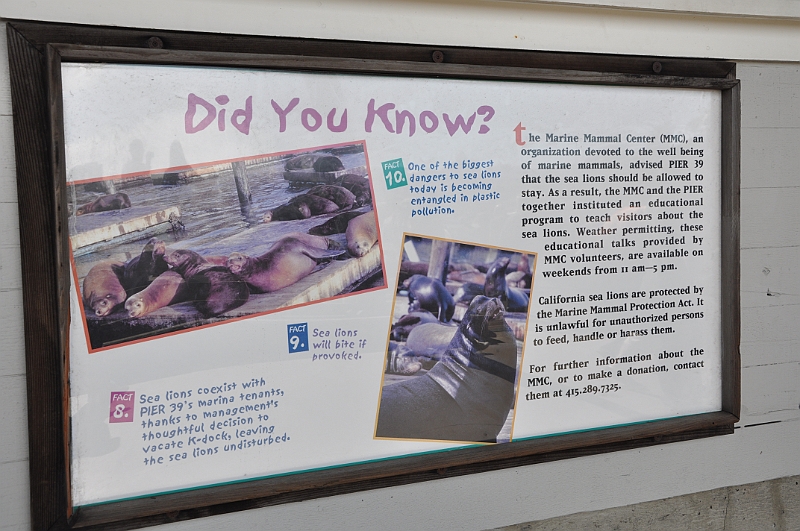 Did You Know?
FACT
10.
One of the biggest
dangers to sea lions
today is becoming
entangled in plastic
pollution.
FACT
9.
Sea lions
will bite if
provoked.
FACT
8.
Sea lions coexist with
PIER 39's marina tenants,
thanks to management's
thoughtful decision to
vacate K-dock, leaving
the sea lions undisturbed.
the Marine Mammal Center (MMC), an
organization devoted to the well being
of marine mammals, advised PIER 39
that the sea lions should be allowed to
stay. As a result, the MMC and the PIER
together instituted an educational
program to teach visitors about the
sea lions. Weather permitting, these
educational talks provided by
MMC volunteers, are available on
weekends from 11 am—5 pm.
California sea lions are protected by
the Marine Mammal Protection Act. It
is unlawful for unauthorized persons
to feed, handle or harass them.
For further information about the
MMC, or to make a donation, contact
them at 415.289.7325.